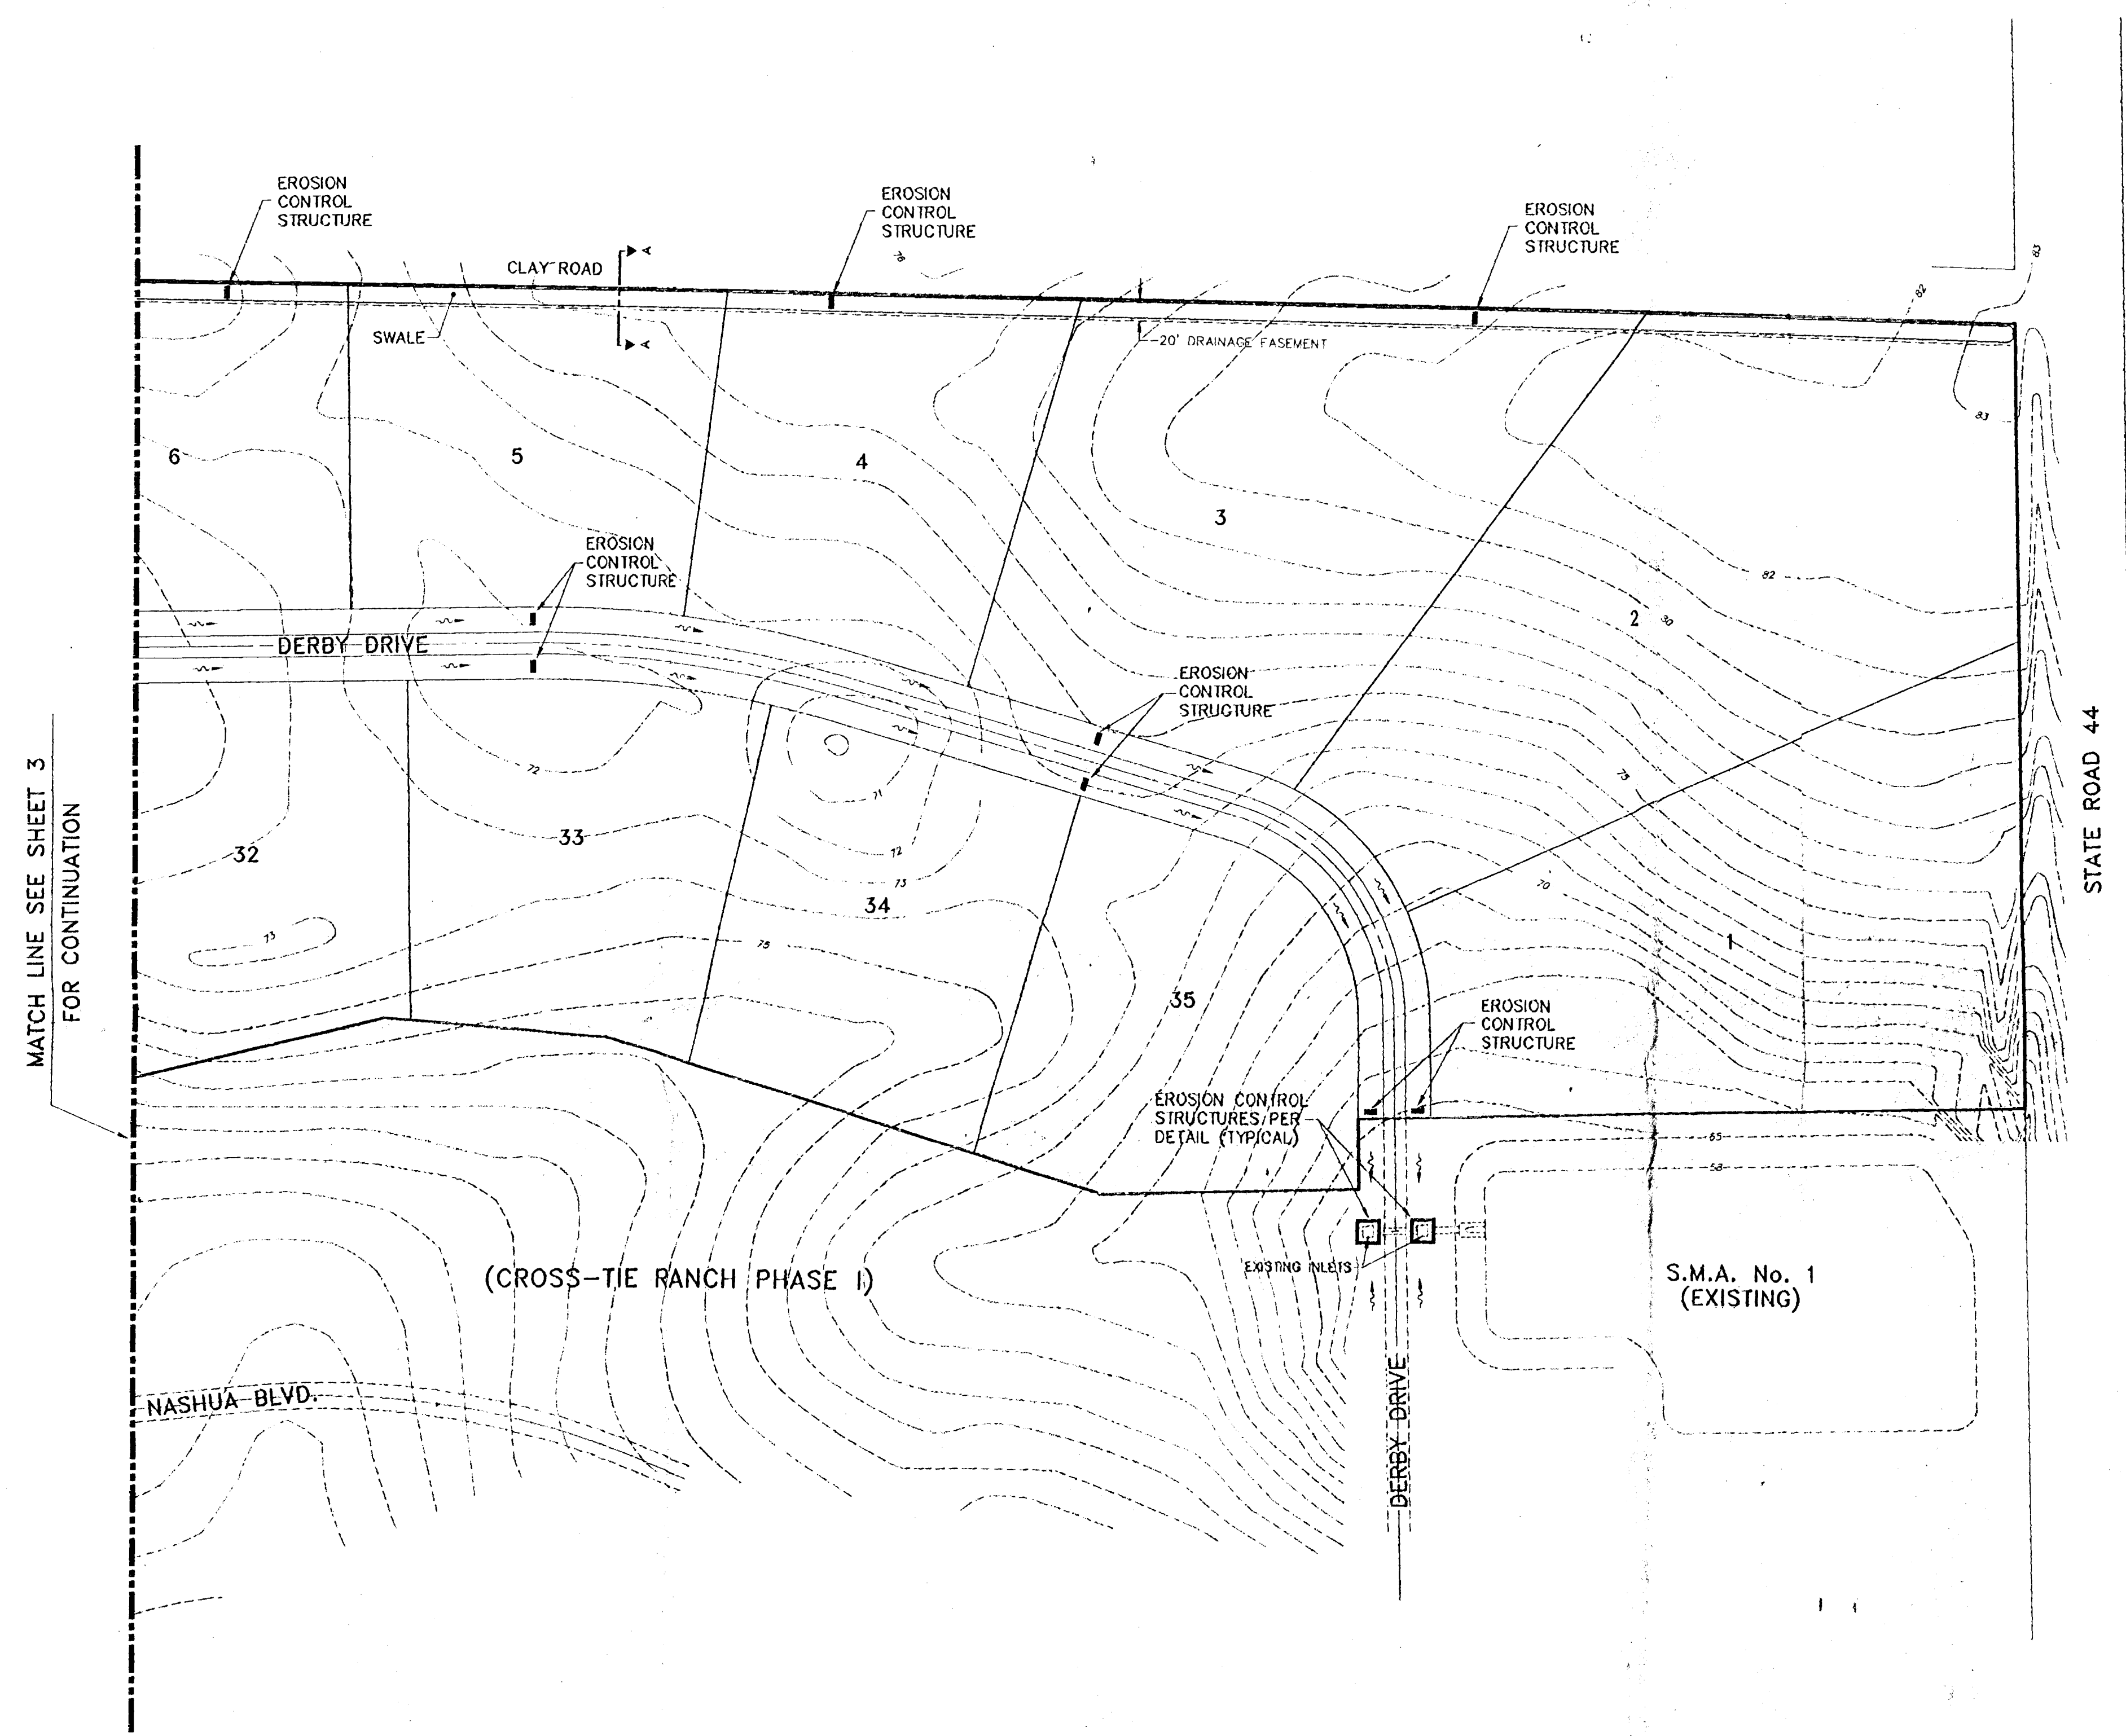 EROSION
CONTROL
STRUCTURE
EROSION
CONTROL
STRUCTURE
EROSION
CONTROL
STRUCTURE
CLAY ROAD
A
A
SWALE
20' DRAINAGE EASEMENT
83
82
83
6
5
4
3
EROSION
CONTROL
STRUCTURE
82
2
80
DERBY DRIVE
EROSION
CONTROL
STRUCTURE
72
71
75
72
73
70
32
33
34
73
75
1
35
EROSION
CONTROL
STRUCTURE
EROSION CONTROL
STRUCTURES PER
DETAIL (TYPICAL)
65
58
EXISTING INLETS
(CROSS-TIE RANCH PHASE I)
S.M.A. No. 1
(EXISTING)
NASHUA BLVD.
DERBY DRIVE
STATE ROAD 44
MATCH LINE SEE SHEET 3
FOR CONTINUATION